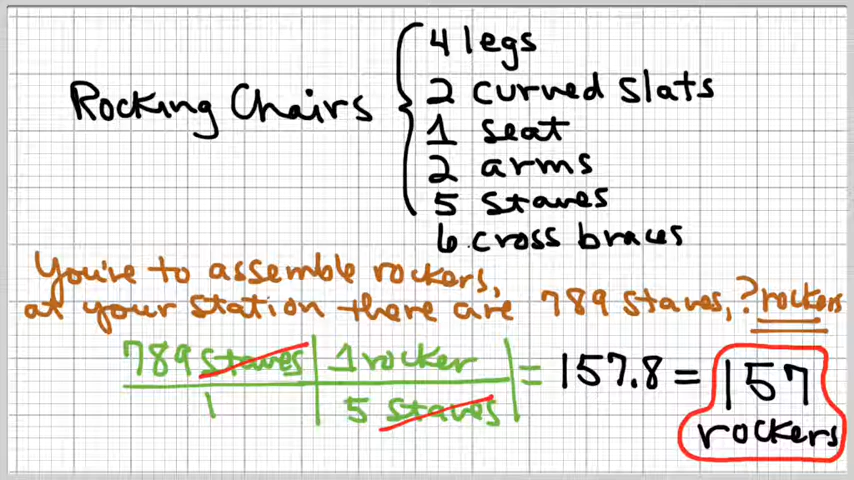 Rocking Chairs
4 legs
2 curved slats
1 seat
2 arms
5 staves
6 cross braces
You're to assemble rockers,
at your station there are 789 staves, ? rockers
789 staves | 1 rocker | = 157.8 = 157
1 | 5 staves | rockers